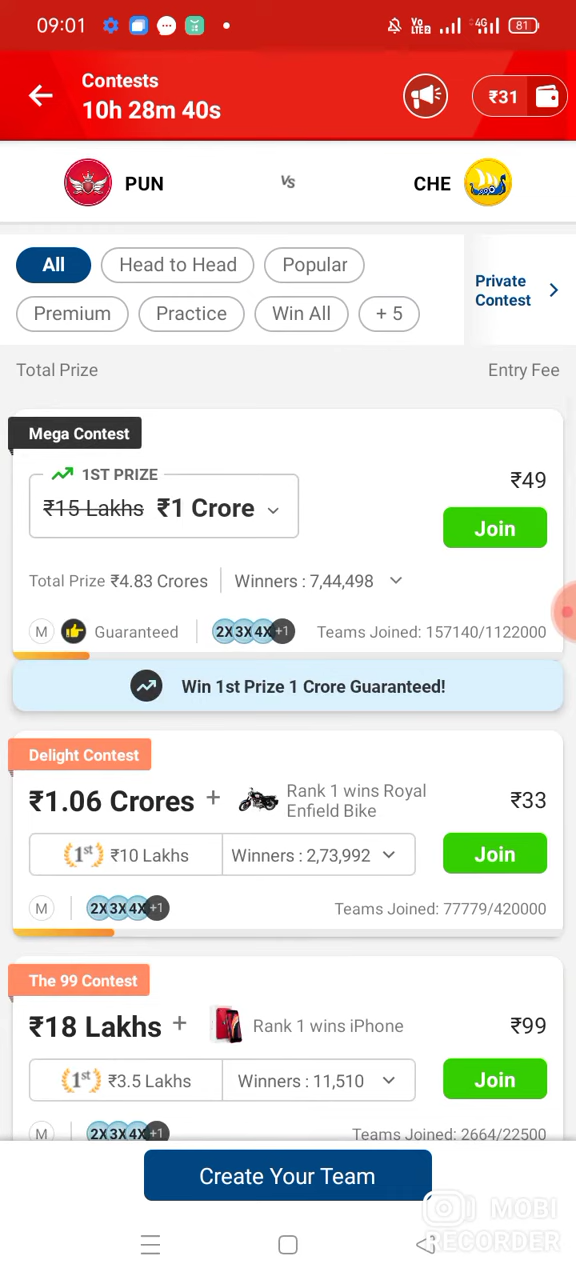 09:01 Vo LTE2 4G 81
Contests
10h 28m 40s
₹31
PUN Vs CHE
All Head to Head Popular
Premium Practice Win All + 5
Private
Contest
Total Prize Entry Fee
Mega Contest
1ST PRIZE
₹15 Lakhs ₹1 Crore
₹49
Join
Total Prize ₹4.83 Crores Winners : 7,44,498
M Guaranteed 2X 3X 4X +1 Teams Joined: 157140/1122000
Win 1st Prize 1 Crore Guaranteed!
Delight Contest
₹1.06 Crores + Rank 1 wins Royal
Enfield Bike
₹33
1st ₹10 Lakhs Winners : 2,73,992 Join
M 2X 3X 4X +1 Teams Joined: 77779/420000
The 99 Contest
₹18 Lakhs + Rank 1 wins iPhone ₹99
1st ₹3.5 Lakhs Winners : 11,510 Join
M 2X 3X 4X +1 Teams Joined: 2664/22500
Create Your Team
MOBI
RECORDER